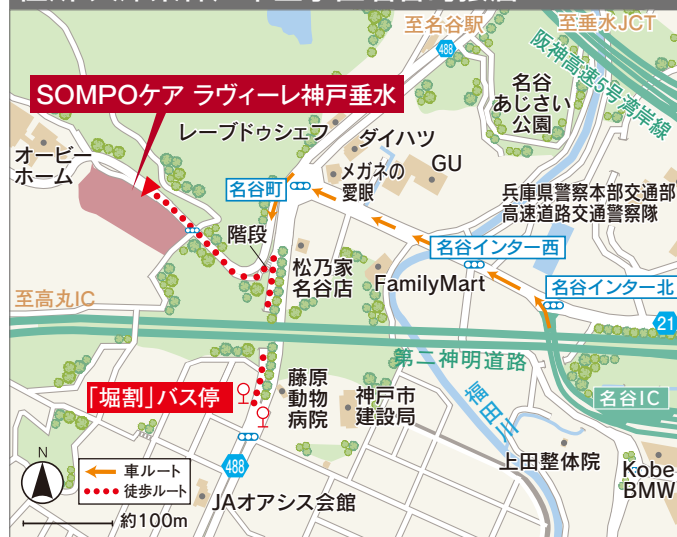 至名谷駅
至垂水JCT
488
阪神高速5号湾岸線
SOMPOケア ラヴィーレ神戸垂水
名谷
あじさい
公園
レーブドゥシェフ
ダイハツ
GU
オービー
ホーム
メガネの
愛眼
名谷町
兵庫県警察本部交通部
高速道路交通警察隊
階段
名谷インター西
松乃家
名谷店
FamilyMart
名谷インター北
至高丸IC
21
第二神明道路
「堀割」バス停
藤原
動物
病院
神戸市
建設局
福田川
名谷IC
488
上田整体院
Kobe
BMW
JAオアシス会館
N
車ルート
徒歩ルート
約100m